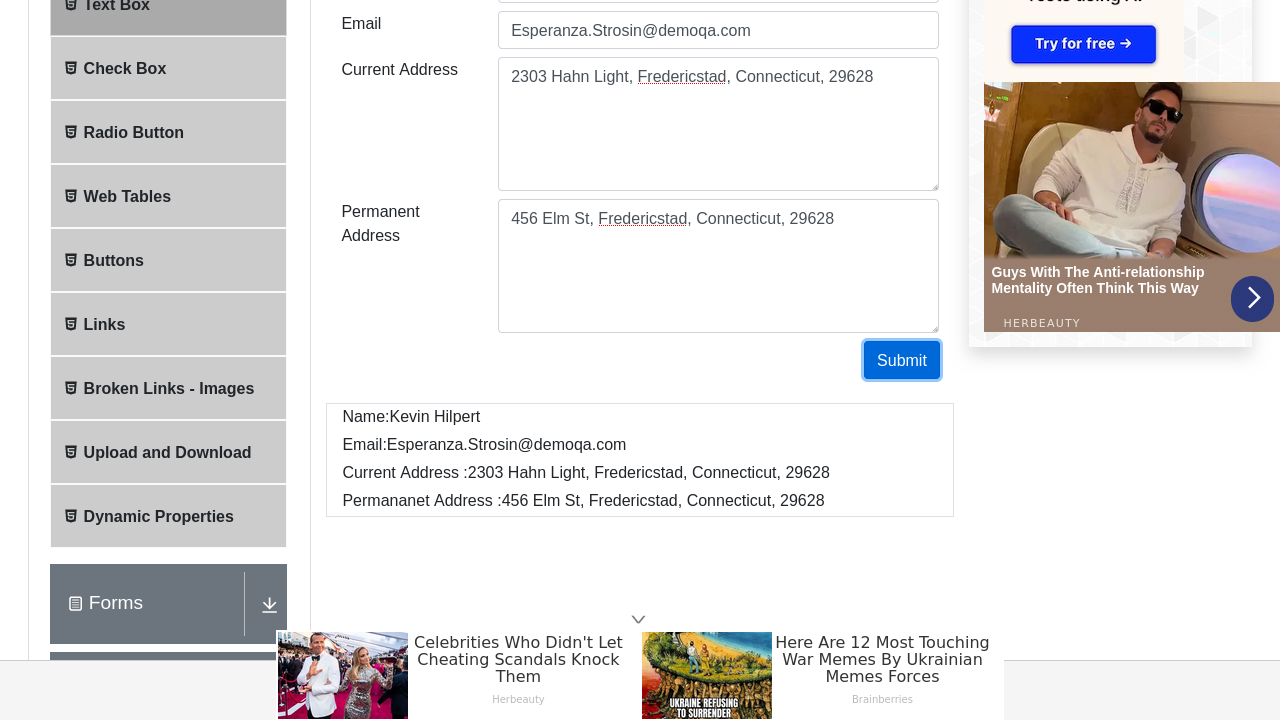 Text Box
Check Box
Radio Button
Web Tables
Buttons
Links
Broken Links - Images
Upload and Download
Dynamic Properties
Forms
Email
Esperanza.Strosin@demoqa.com
Current Address
2303 Hahn Light, Fredericstad, Connecticut, 29628
Permanent
Address
456 Elm St, Fredericstad, Connecticut, 29628
Submit
Name:Kevin Hilpert
Email:Esperanza.Strosin@demoqa.com
Current Address :2303 Hahn Light, Fredericstad, Connecticut, 29628
Permananet Address :456 Elm St, Fredericstad, Connecticut, 29628
Try for free →
Guys With The Anti-relationship
Mentality Often Think This Way
HERBEAUTY
Celebrities Who Didn't Let
Cheating Scandals Knock
Them
Herbeauty
UKRAINE REFUSING
TO SURRENDER
Here Are 12 Most Touching
War Memes By Ukrainian
Memes Forces
Brainberries